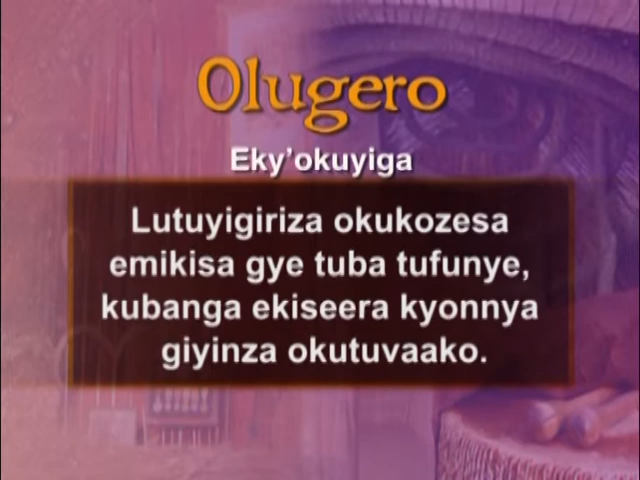 Olugero
Eky'okuyiga
Lutuyigiriza okukozesa
emikisa gye tuba tufunye,
kubanga ekiseera kyonnya
giyinza okutuvaako.